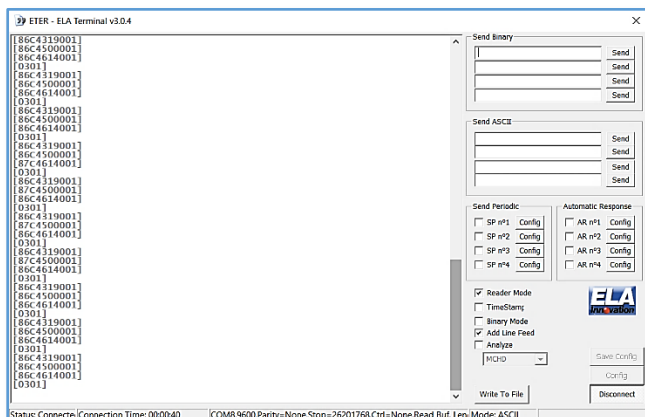 ETER - ELA Terminal v3.0.4
[86C4319001]
[86C4500001]
[86C4614001]
[0301]
[86C4319001]
[86C4500001]
[86C4614001]
[0301]
[86C4319001]
[86C4500001]
[86C4614001]
[0301]
[86C4319001]
[86C4500001]
[87C4614001]
[0301]
[86C4319001]
[87C4500001]
[86C4614001]
[0301]
[86C4319001]
[87C4500001]
[86C4614001]
[0301]
[87C4319001]
[86C4500001]
[87C4614001]
[0301]
[86C4319001]
[86C4500001]
[86C4614001]
[0301]
[86C4319001]
[86C4500001]
[86C4614001]
[0301]
[86C4319001]
[86C4500001]
[86C4614001]
[0301]
Send Binary
Send
Send
Send
Send
Send ASCII
Send
Send
Send
Send
Send Periodic
SP nº1 Config
SP nº2 Config
SP nº3 Config
SP nº4 Config
Automatic Response
AR nº1 Config
AR nº2 Config
AR nº3 Config
AR nº4 Config
Reader Mode
TimeStamp
Binary Mode
Add Line Feed
Analyze
MCHD
ELA
innovation
Save Config
Config
Write To File
Disconnect
Status: Connecte Connection Time: 00:00:40 COM8 9600 Parity=None Stop=26201768 Ctrl=None Read Buf. Len Mode: ASCII